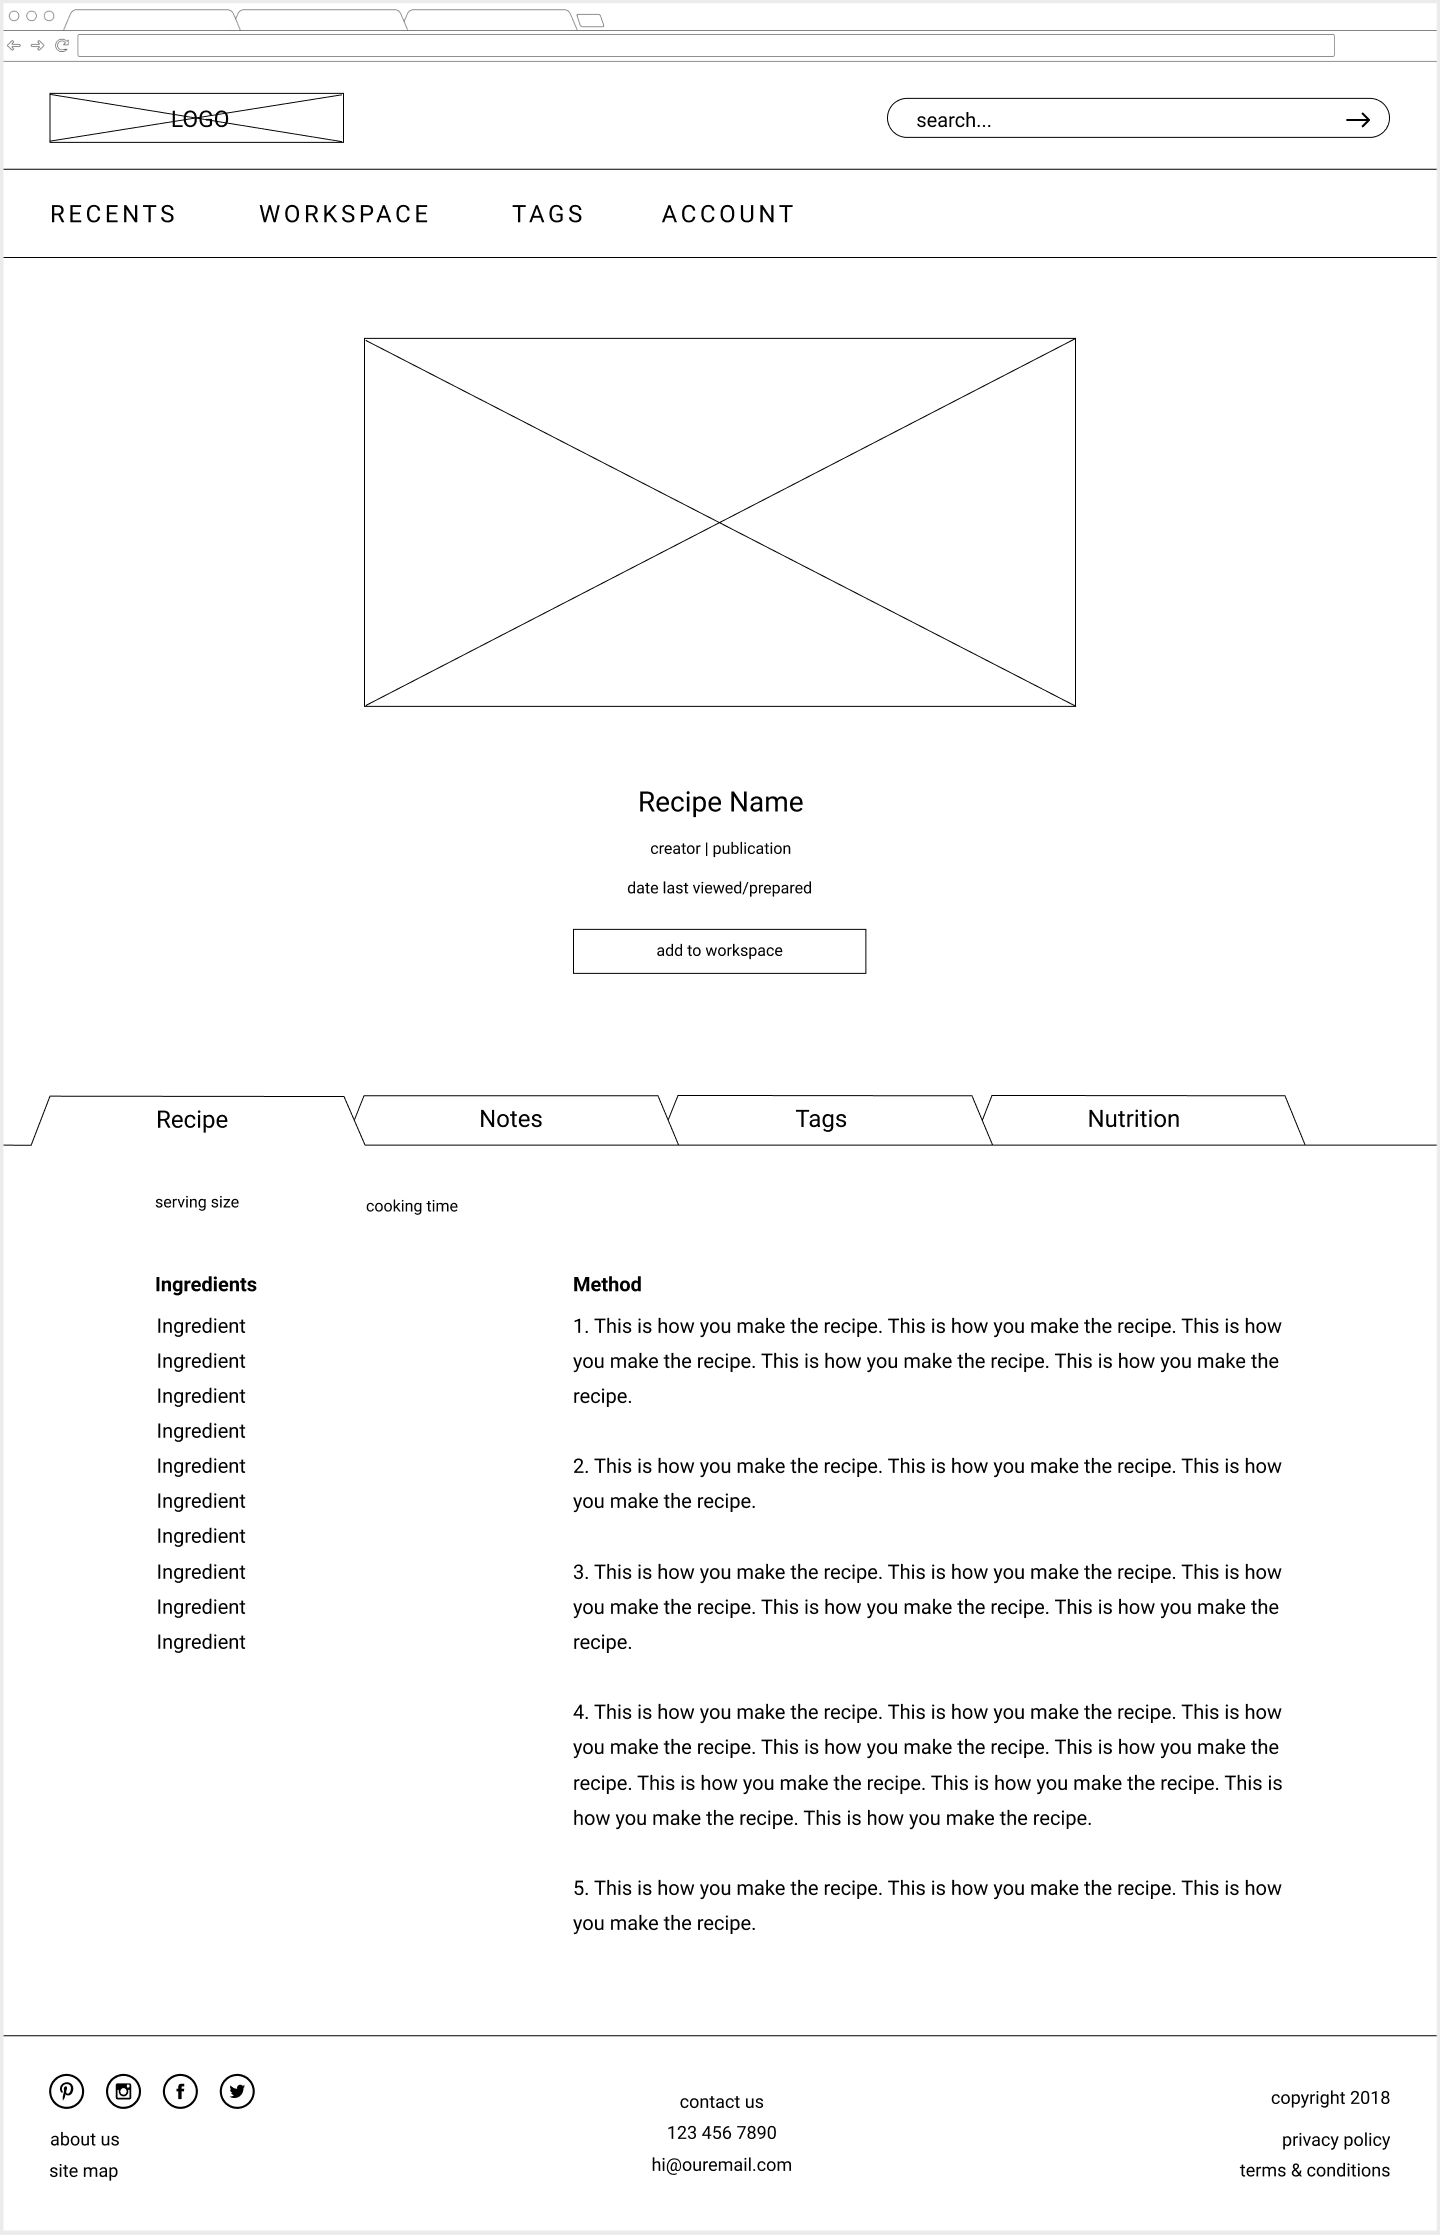 LOGO
search...
RECENTS WORKSPACE TAGS ACCOUNT
Recipe Name
creator | publication
date last viewed/prepared
add to workspace
Recipe Notes Tags Nutrition
serving size
cooking time
Ingredients
Ingredient
Ingredient
Ingredient
Ingredient
Ingredient
Ingredient
Ingredient
Ingredient
Ingredient
Ingredient
Method
1. This is how you make the recipe. This is how you make the recipe. This is how
you make the recipe. This is how you make the recipe. This is how you make the
recipe.
2. This is how you make the recipe. This is how you make the recipe. This is how
you make the recipe.
3. This is how you make the recipe. This is how you make the recipe. This is how
you make the recipe. This is how you make the recipe. This is how you make the
recipe.
4. This is how you make the recipe. This is how you make the recipe. This is how
you make the recipe. This is how you make the recipe. This is how you make the
recipe. This is how you make the recipe. This is how you make the recipe. This is
how you make the recipe. This is how you make the recipe.
5. This is how you make the recipe. This is how you make the recipe. This is how
you make the recipe.
about us
site map
contact us
123 456 7890
hi@ouremail.com
copyright 2018
privacy policy
terms & conditions